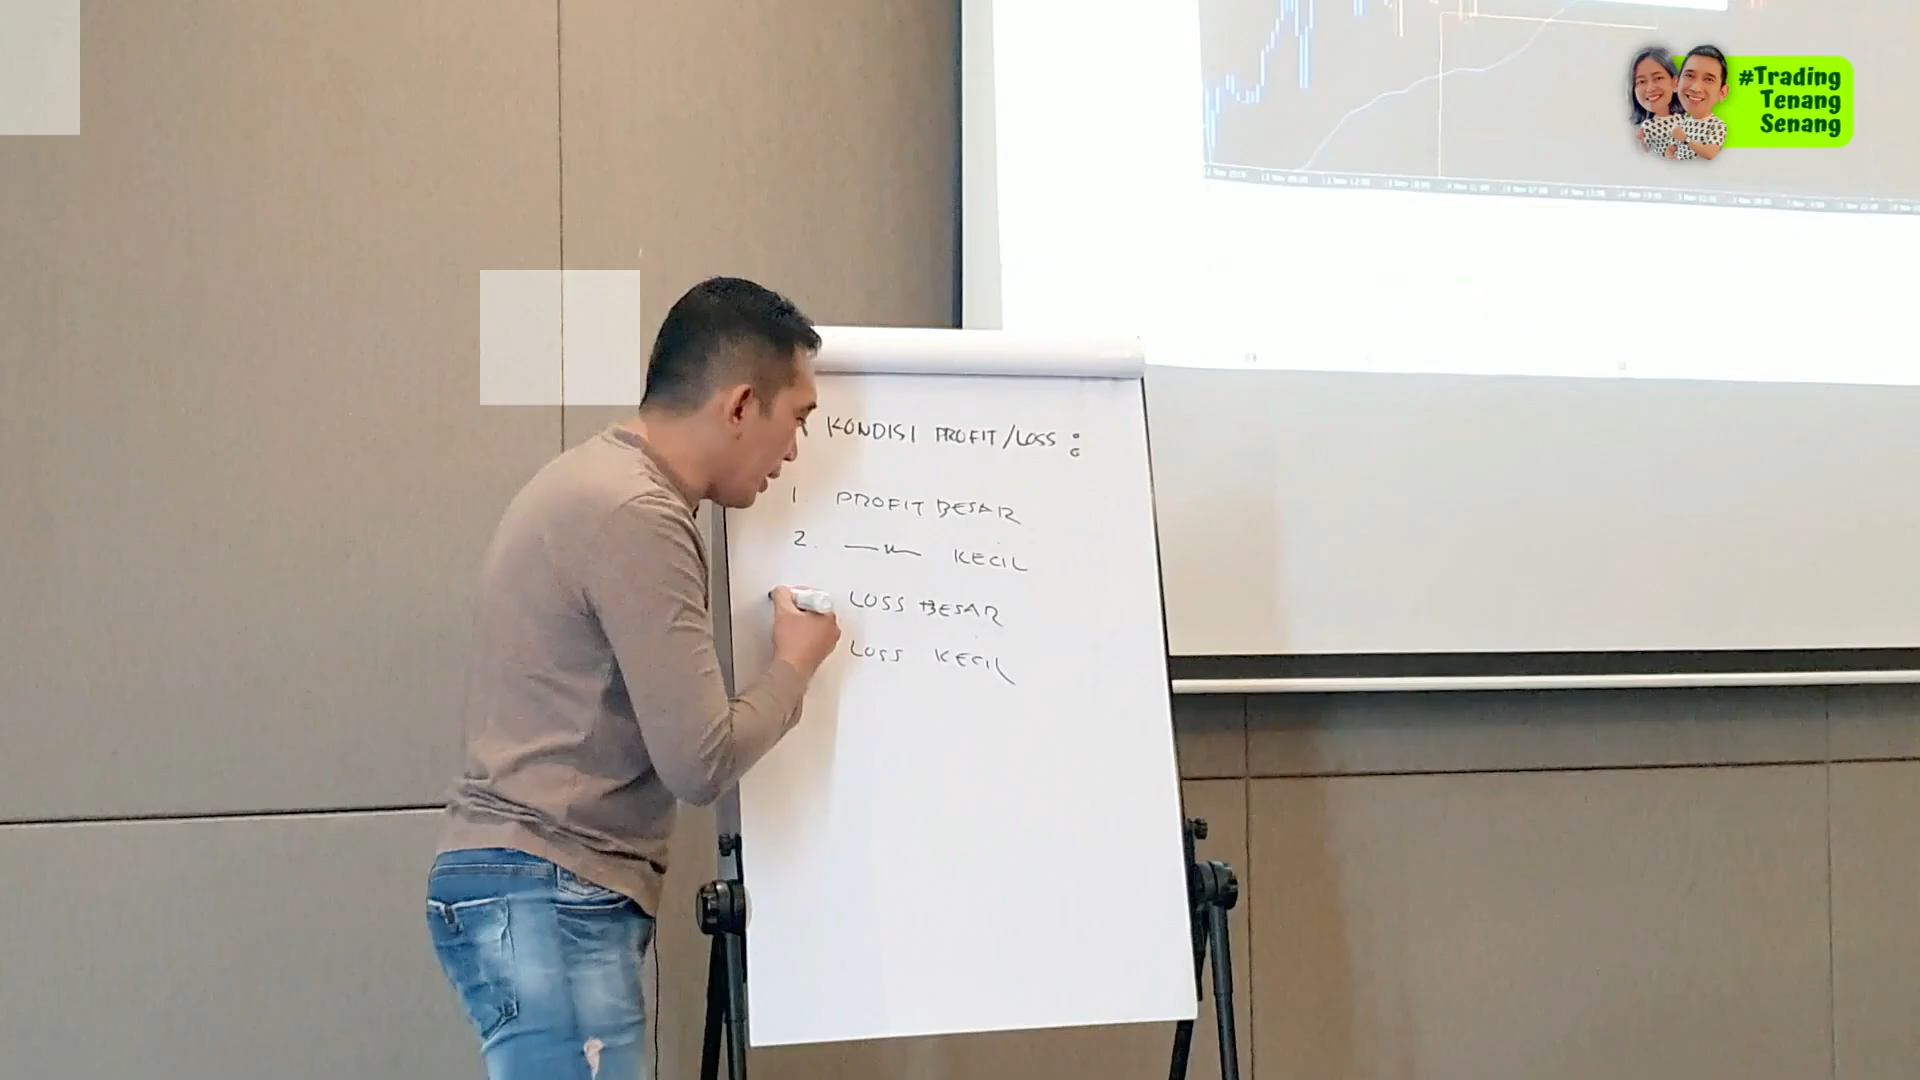 #Trading
Tenang
Senang
KONDISI PROFIT/LOSS :
1. PROFIT BESAR
2. —〃— KECIL
LOSS BESAR
LOSS KECIL